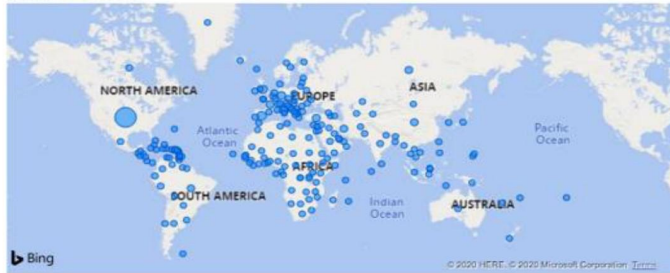 NORTH AMERICA
EUROPE
ASIA
Atlantic
Ocean
Pacific
Ocean
AFRICA
SOUTH AMERICA
Indian
Ocean
AUSTRALIA
Bing
© 2020 HERE, © 2020 Microsoft Corporation Terms